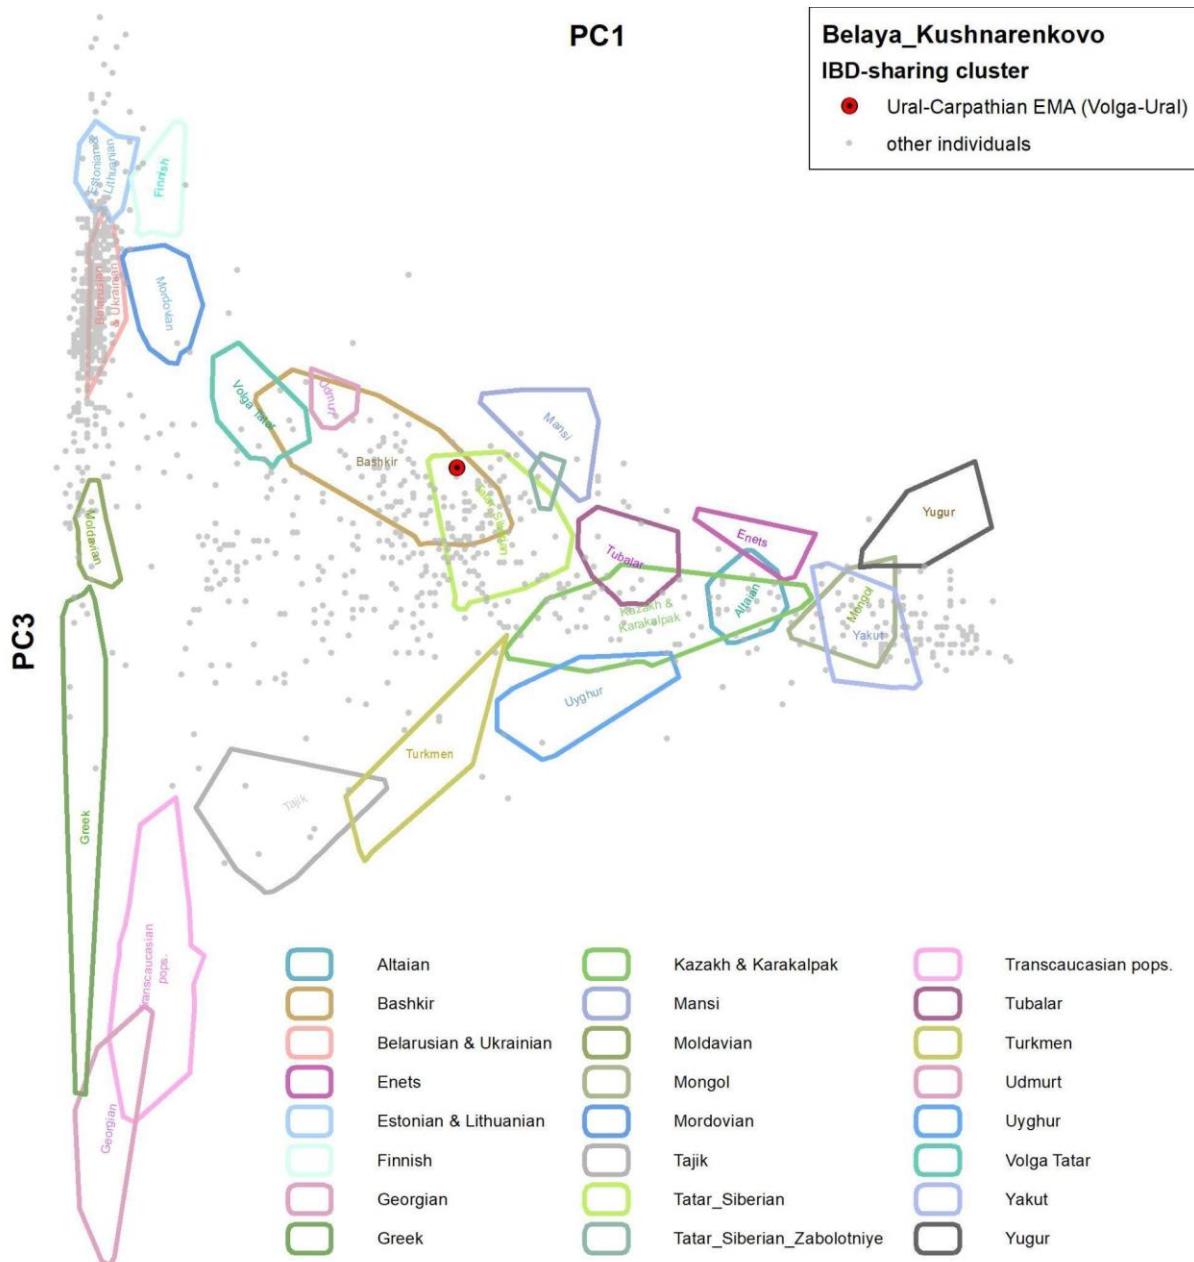 PC1
Belaya_Kushnarenkovo
IBD-sharing cluster
Ural-Carpathian EMA (Volga-Ural)
other individuals
Estonian &
Lithuanian
Finnish
Belarusian
& Ukrainian
Mordovian
Volga Tatar
Udmurt
Bashkir
Mansi
Tatar_Siberian
Moldavian
Tubalar
Enets
Yugur
Kazakh &
Karakalpak
Altaian
Mongol
Yakut
PC3
Uyghur
Turkmen
Tajik
Greek
Transcaucasian
pops.
Georgian
Altaian
Bashkir
Belarusian & Ukrainian
Enets
Estonian & Lithuanian
Finnish
Georgian
Greek
Kazakh & Karakalpak
Mansi
Moldavian
Mongol
Mordovian
Tajik
Tatar_Siberian
Tatar_Siberian_Zabolotniye
Transcaucasian pops.
Tubalar
Turkmen
Udmurt
Uyghur
Volga Tatar
Yakut
Yugur